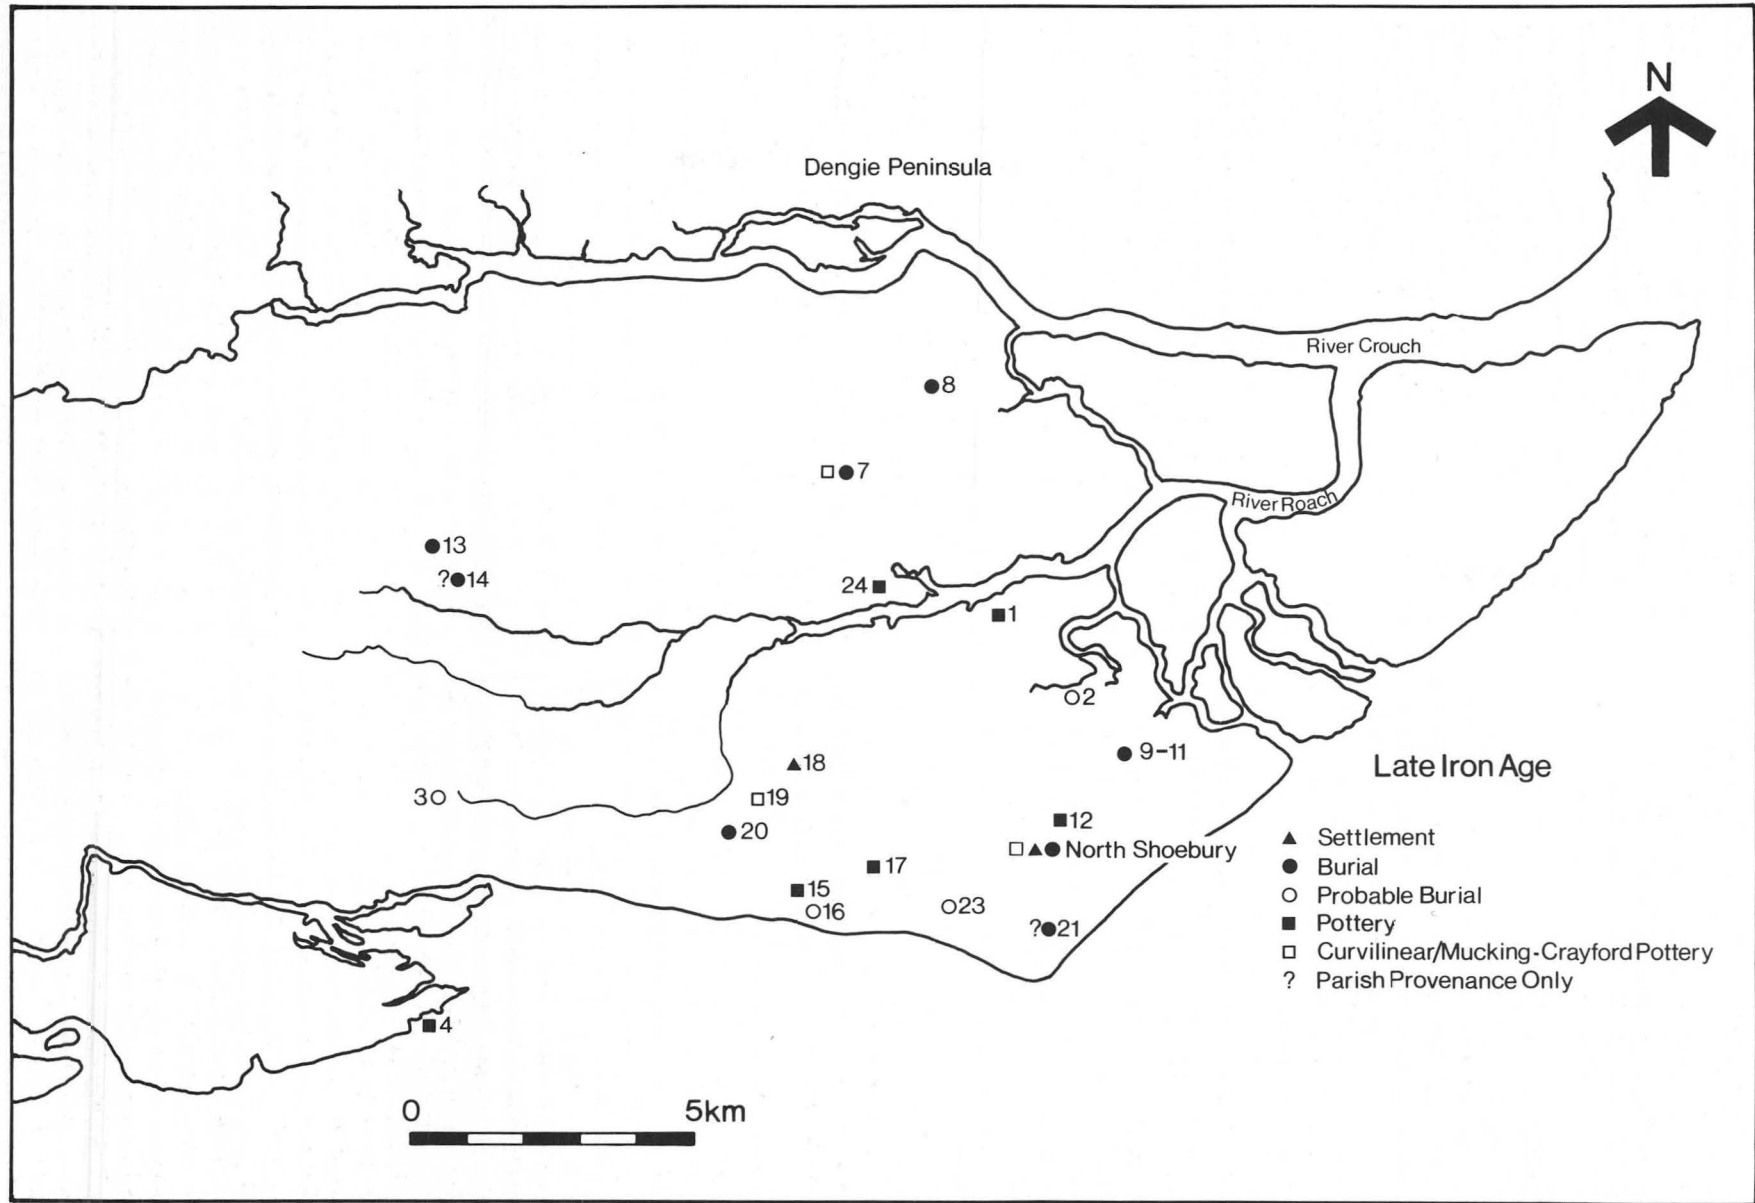 N
Dengie Peninsula
River Crouch
8
7
River Roach
13
?14
24
1
2
9-11
18
Late Iron Age
3
19
12
20
Settlement
North Shoebury
17
Burial
15
Probable Burial
16
23
Pottery
?21
Curvilinear/Mucking-Crayford Pottery
? Parish Provenance Only
4
0 5km